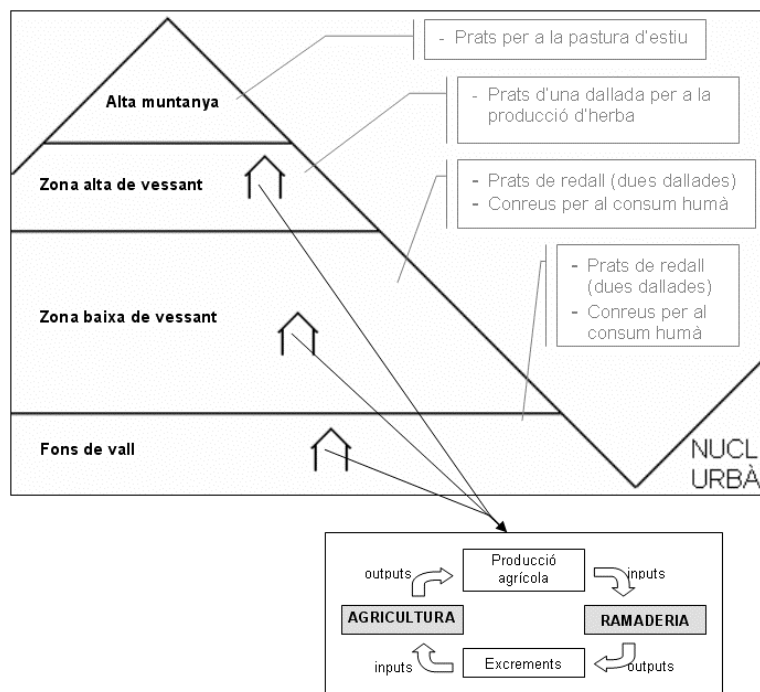 - Prats per a la pastura d'estiu
Alta muntanya
- Prats d'una dallada per a la
producció d'herba
Zona alta de vessant
- Prats de redall (dues dallades)
- Conreus per al consum humà
- Prats de redall
(dues dallades)
- Conreus per al
consum humà
Zona baixa de vessant
Fons de vall
NUCL
URBÀ
outputs
Producció
agrícola
inputs
AGRICULTURA
RAMADERIA
inputs
Excrements
outputs